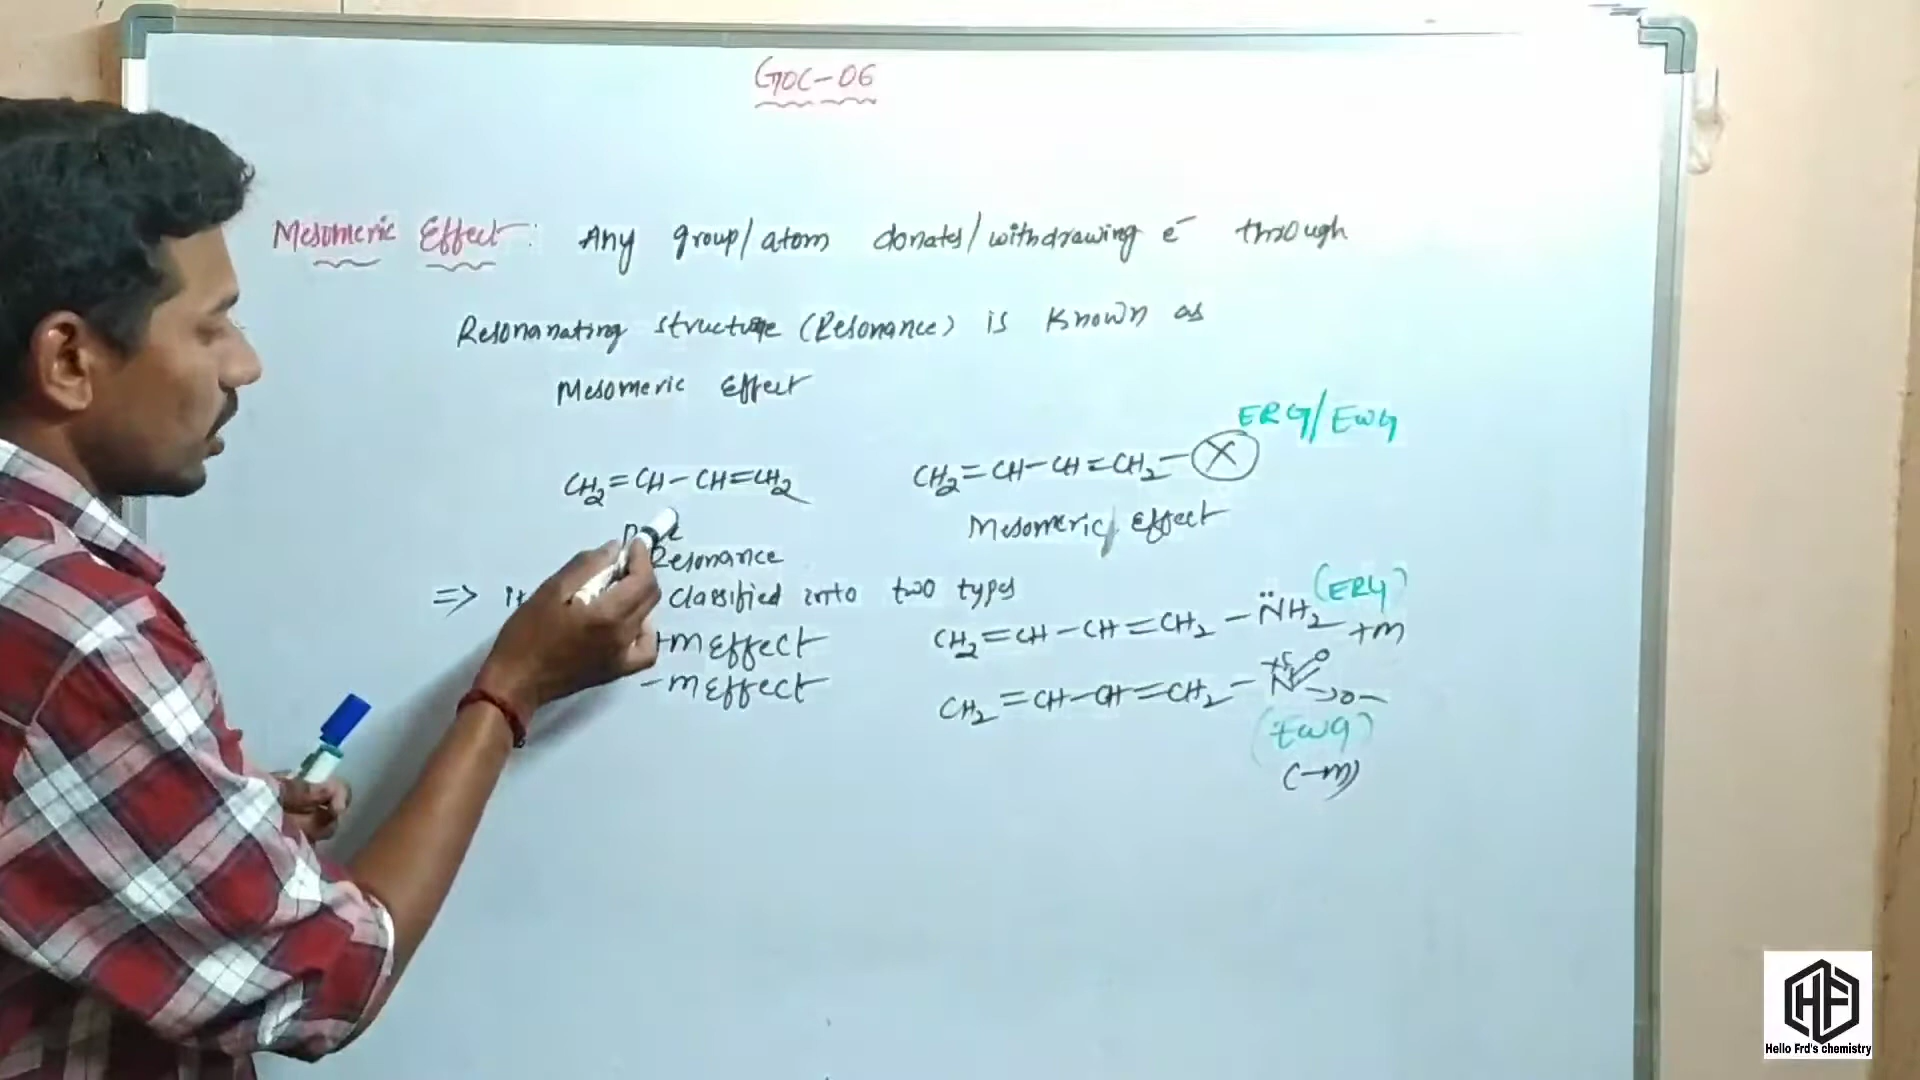 GOC-06
Mesomeric Effect: Any group/atom donates/withdrawing e⁻ through
Resonanating structure (Resonance) is known as
Mesomeric Effect
ERG/EWG
CH₂=CH-CH=CH₂
CH₂=CH-CH=CH₂-X
Mesomeric Effect
Resonance
=> it classified into two types
+M Effect
-M Effect
CH₂=CH-CH=CH₂-N̈H₂ (ERG)
+M
CH₂=CH-CH=CH₂-N=O
→O-
(EWG)
(-M)
Hello Frd's chemistry